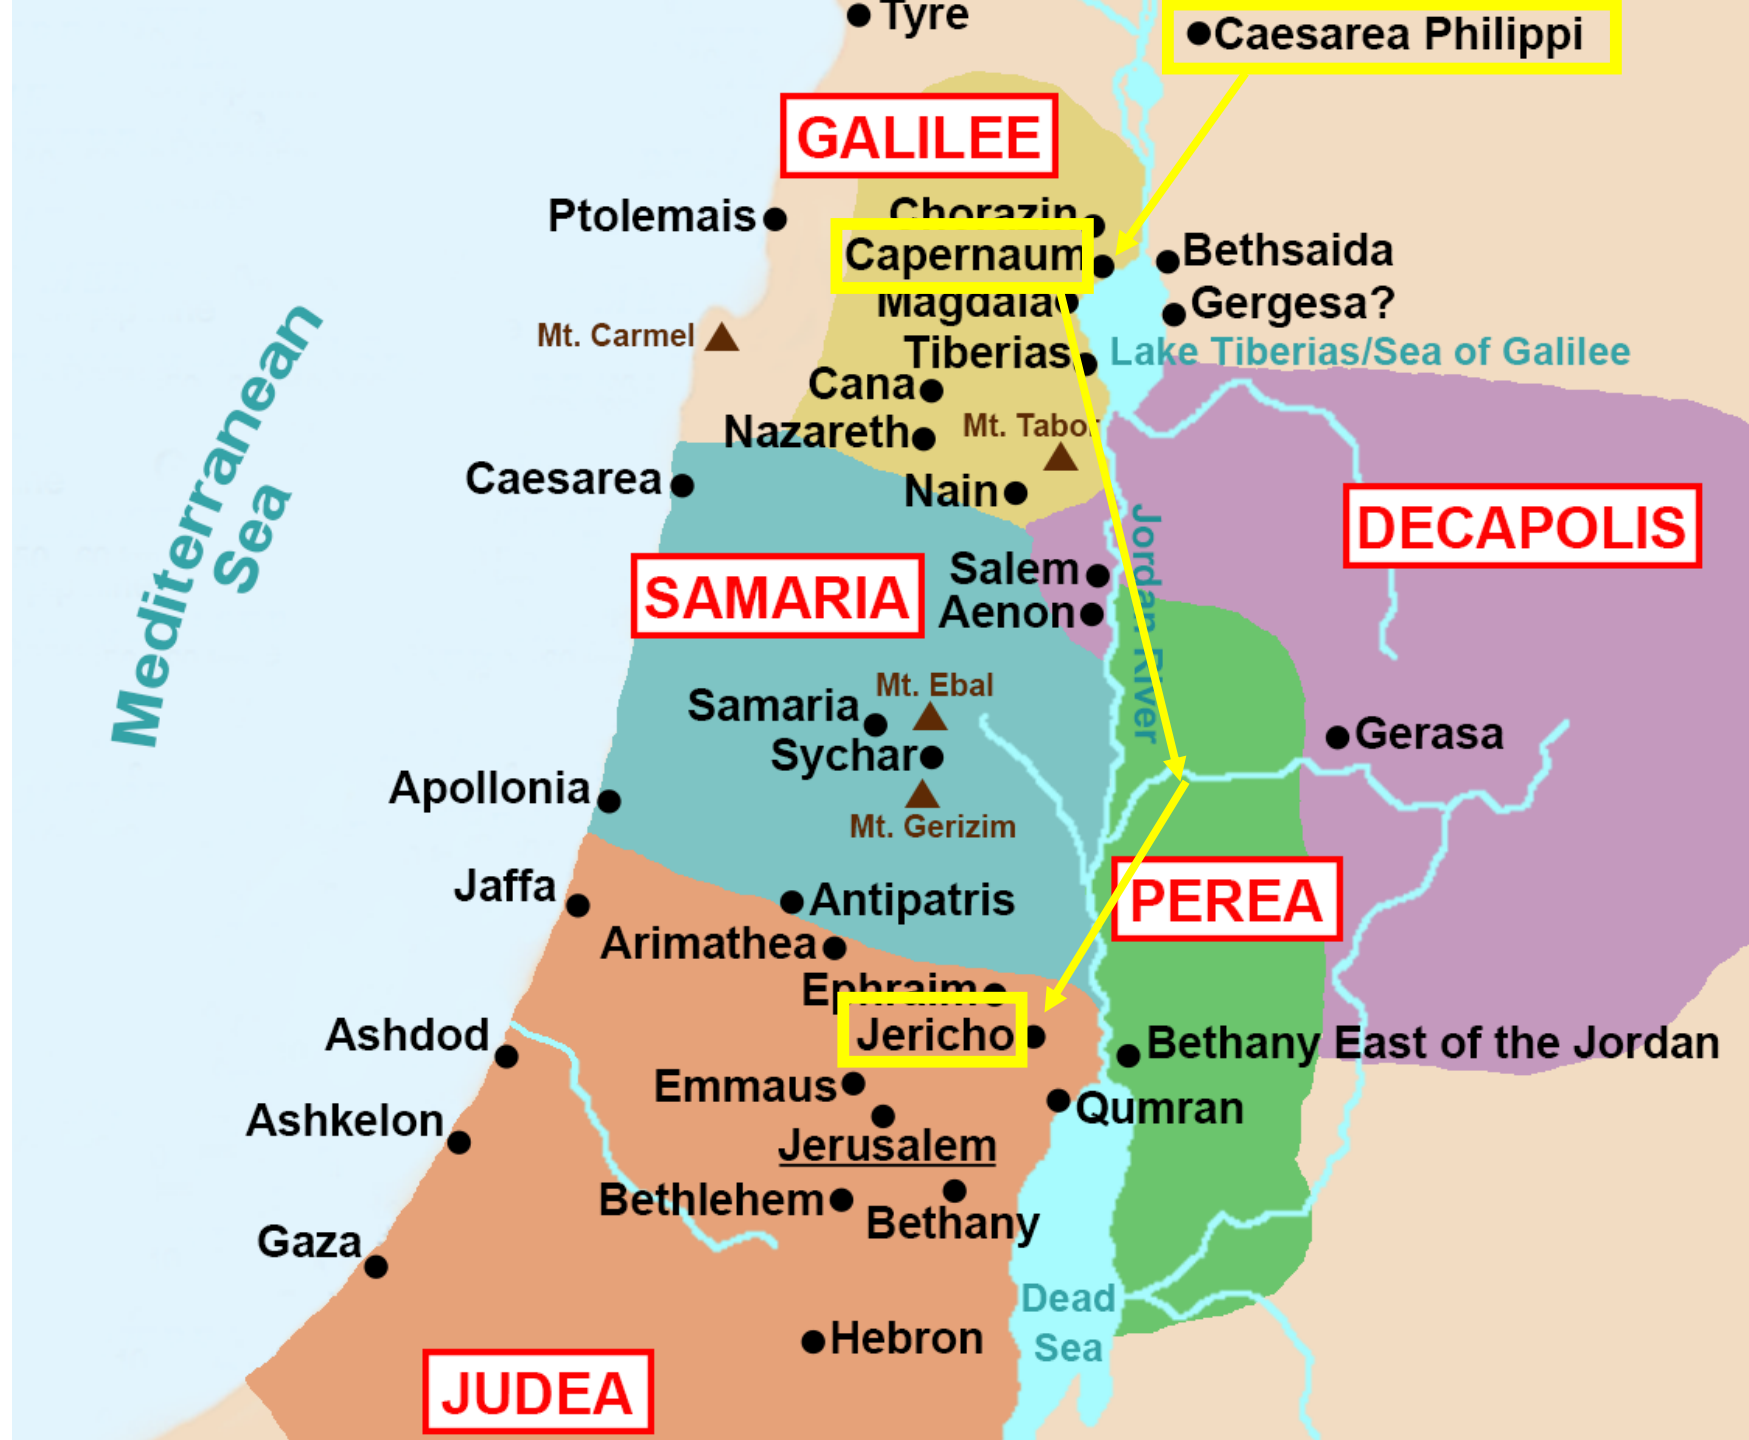 Tyre
Caesarea Philippi
GALILEE
Chorazin
Ptolemais
Capernaum
Bethsaida
Magdala
Gergesa?
Mt. Carmel
Tiberias
Lake Tiberias/Sea of Galilee
Cana
Nazareth
Mt. Tabor
Caesarea
Nain
Mediterranean
Sea
DECAPOLIS
Jordan River
Salem
SAMARIA
Aenon
Mt. Ebal
Samaria
Gerasa
Sychar
Apollonia
Mt. Gerizim
Jaffa
Antipatris
PEREA
Arimathea
Ephraim
Ashdod
Jericho
Bethany East of the Jordan
Emmaus
Qumran
Ashkelon
Jerusalem
Bethlehem
Bethany
Gaza
Dead
Sea
Hebron
JUDEA